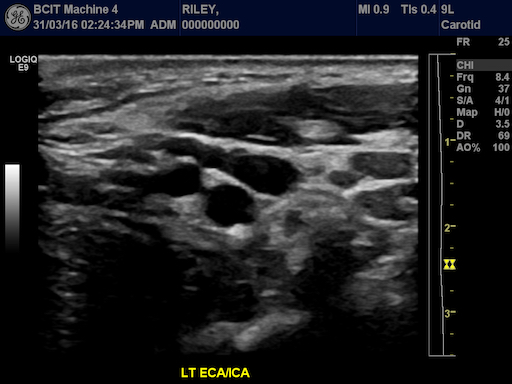 BCIT Machine 4
RILEY,
MI 0.9 TIs 0.4 9L
31/03/16 02:24:34PM ADM
000000000
Carotid
LOGIQ
E9
FR 25
CHI
Frq 8.4
Gn 37
S/A 4/1
Map H/0
D 3.5
DR 69
AO% 100
1
2
3
LT ECA/ICA